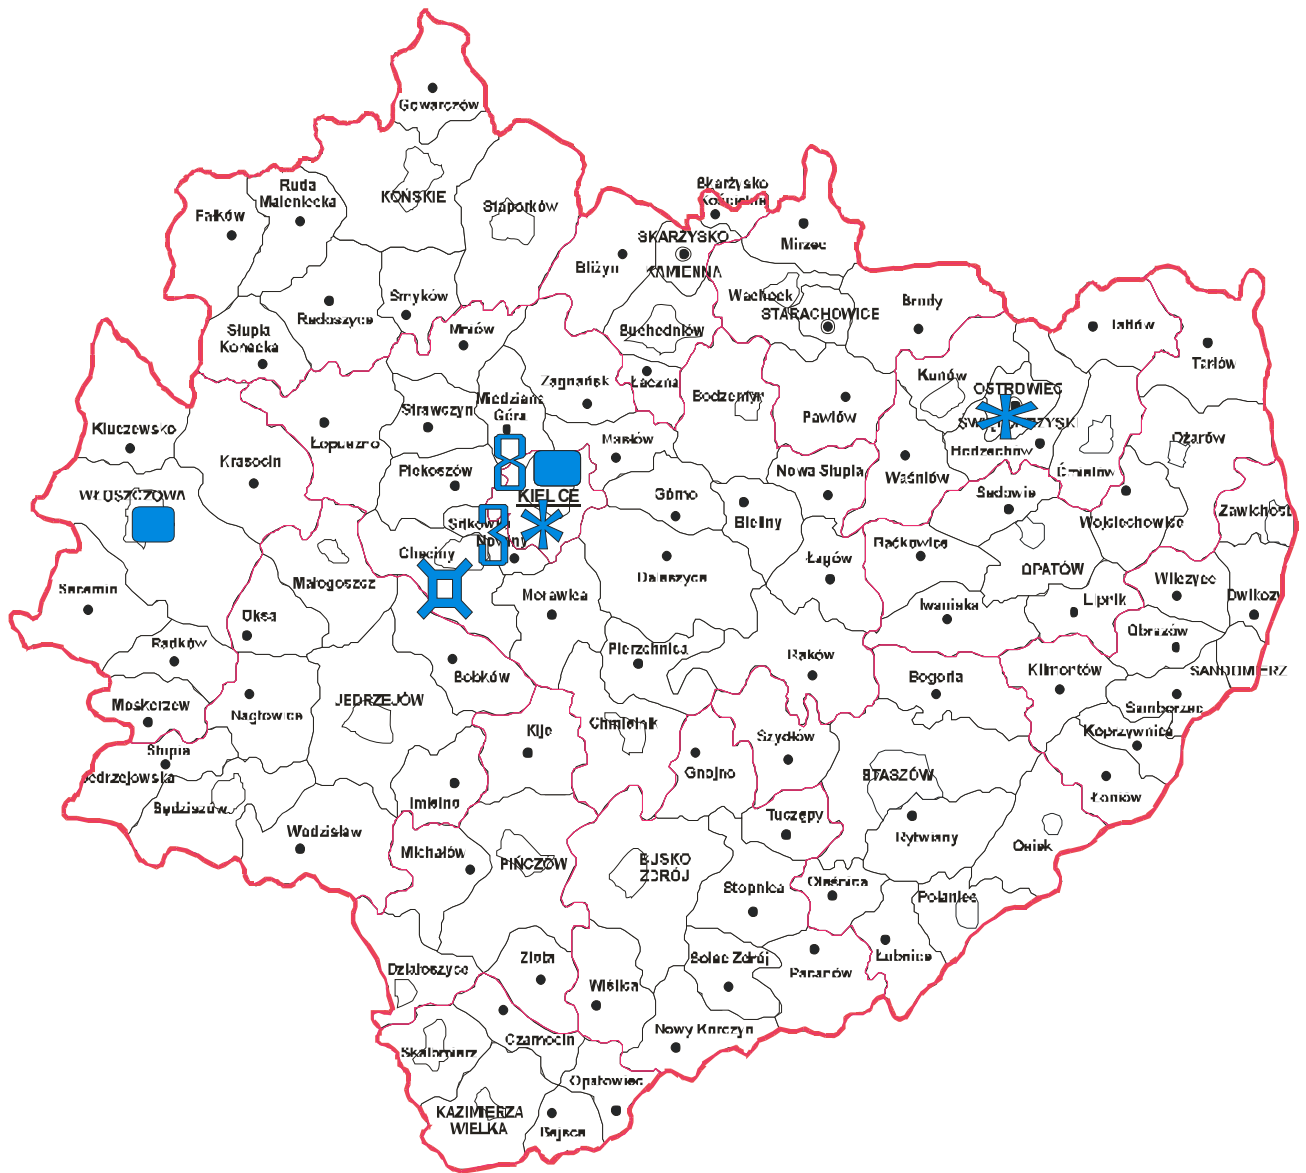 Gowarczów
KOŃSKIE
Ruda
Maleniecka
Fałków
Stąporków
Skarżysko
Kościelne
SKARŻYSKO
KAMIENNA
Mirzec
Bliżyn
Wąchock
STARACHOWICE
Brody
Smyków
Radoszyce
Słupia
Konecka
Mniów
Suchedniów
Tarłów
Kunów
OSTROWIEC
Zagnańsk
Łączna
Bodzentyn
Miedziana
Góra
Strawczyn
Pawłów
Łopuszno
Kluczewsko
Krasocin
Masłów
Bodzechów
Ożarów
Ćmielów
Piekoszów
Nowa Słupia
Waśniów
Sadowie
WŁOSZCZOWA
KIELCE
Górno
Bieliny
Wojciechowice
Zawichost
Sitkówka
Nowiny
Chęciny
Daleszyce
Łagów
Baćkowice
OPATÓW
Małogoszcz
Secemin
Morawica
Wilczyce
Dwikozy
Iwaniska
Lipnik
Oksa
Radków
Obrazów
Pierzchnica
Raków
Bogoria
Klimontów
SANDOMIERZ
Moskorzew
Nagłowice
JĘDRZEJÓW
Sobków
Samborzec
Koprzywnica
Kije
Chmielnik
Szydłów
Słupia
Jędrzejowska
Gnojno
STASZÓW
Imielno
Łoniów
Sędziszów
Wodzisław
Tuczępy
Rytwiany
Osiek
Michałów
PIŃCZÓW
BUSKO
ZDRÓJ
Stopnica
Oleśnica
Połaniec
Działoszyce
Złota
Wiślica
Solec Zdrój
Pacanów
Łubnice
Skalbmierz
Czarnocin
Nowy Korczyn
Opatowiec
KAZIMIERZA
WIELKA
Bejsce